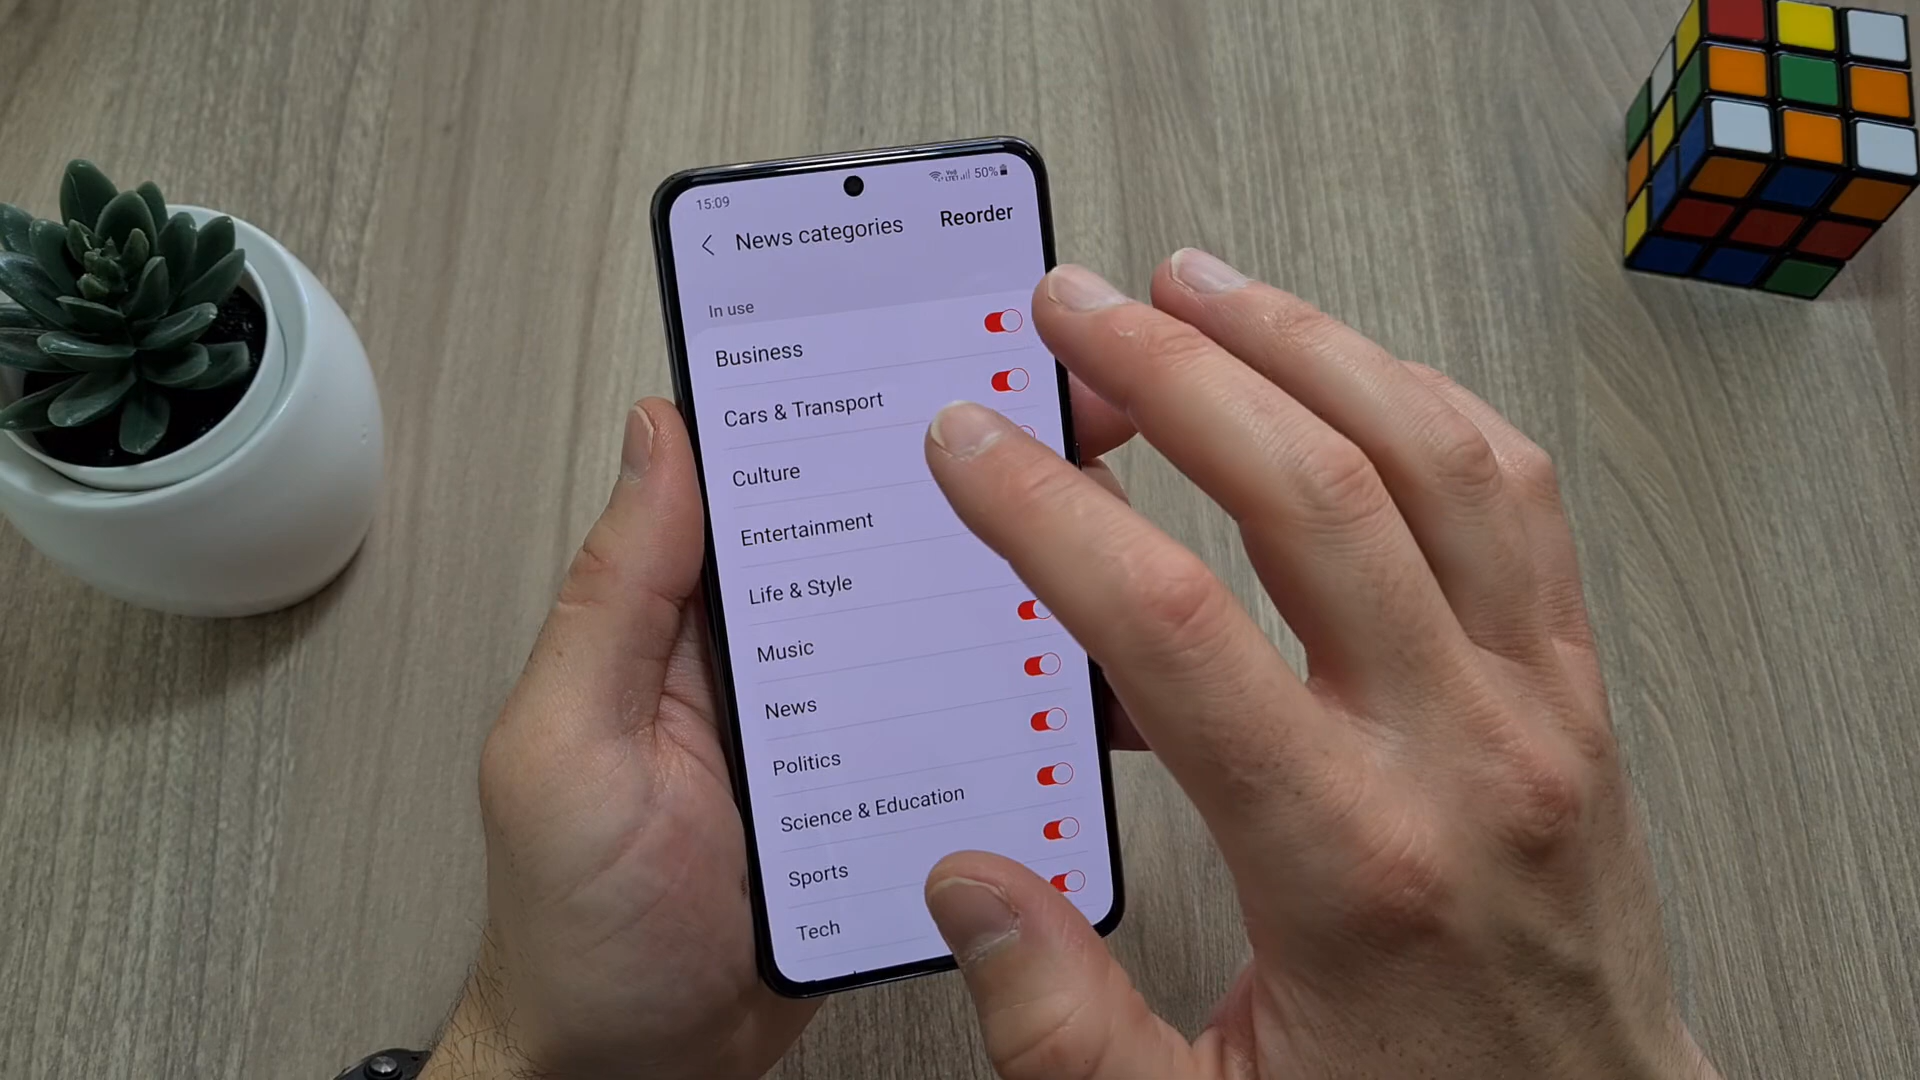 15:09
50%
News categories
Reorder
In use
Business
Cars & Transport
Culture
Entertainment
Life & Style
Music
News
Politics
Science & Education
Sports
Tech